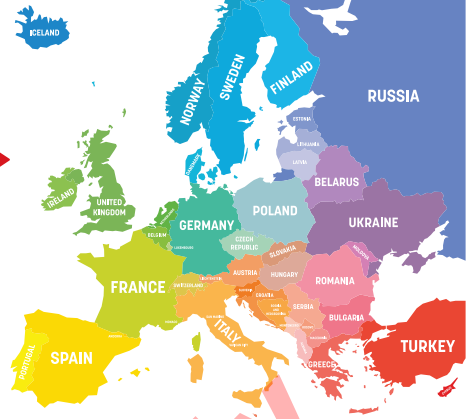 ICELAND
NORWAY
SWEDEN
FINLAND
RUSSIA
ESTONIA
LITHUANIA
LATVIA
BELARUS
IRELAND
UNITED
KINGDOM
POLAND
GERMANY
BELGIUM
LUXEMBOURG
UKRAINE
CZECH
REPUBLIC
SLOVAKIA
MOLDOVA
AUSTRIA
HUNGARY
FRANCE
SWITZERLAND
ROMANIA
CROATIA
SERBIA
ITALY
BULGARIA
PORTUGAL
SPAIN
GREECE
TURKEY